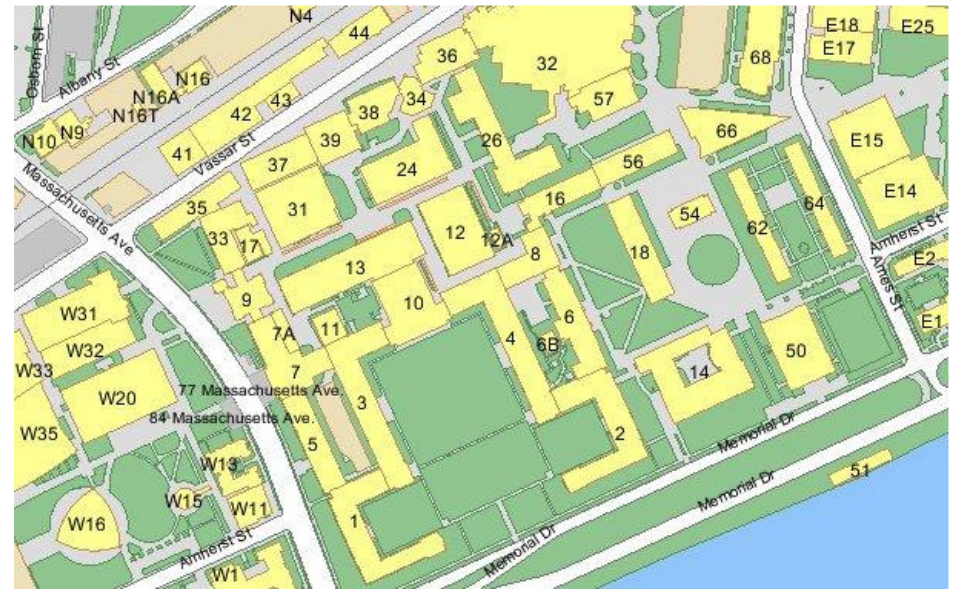 N4
E18
E25
44
36
32
68
E17
Osborn St
Albany St
N16
N16A
N16T
43
42
38
34
57
N10
N9
39
26
66
E15
41
Vassar St
37
24
56
E14
Massachusetts Ave
35
31
16
54
33
17
12
12A
18
62
64
Amherst St
13
8
E2
9
10
Ames St
W31
7A
11
4
6
6B
E1
W32
W33
7
14
50
W20
77 Massachusetts Ave.
3
84 Massachusetts Ave.
W35
5
2
Memorial Dr
W13
51
W15
W11
Memorial Dr
W16
1
Amherst St
Memorial Dr
W1